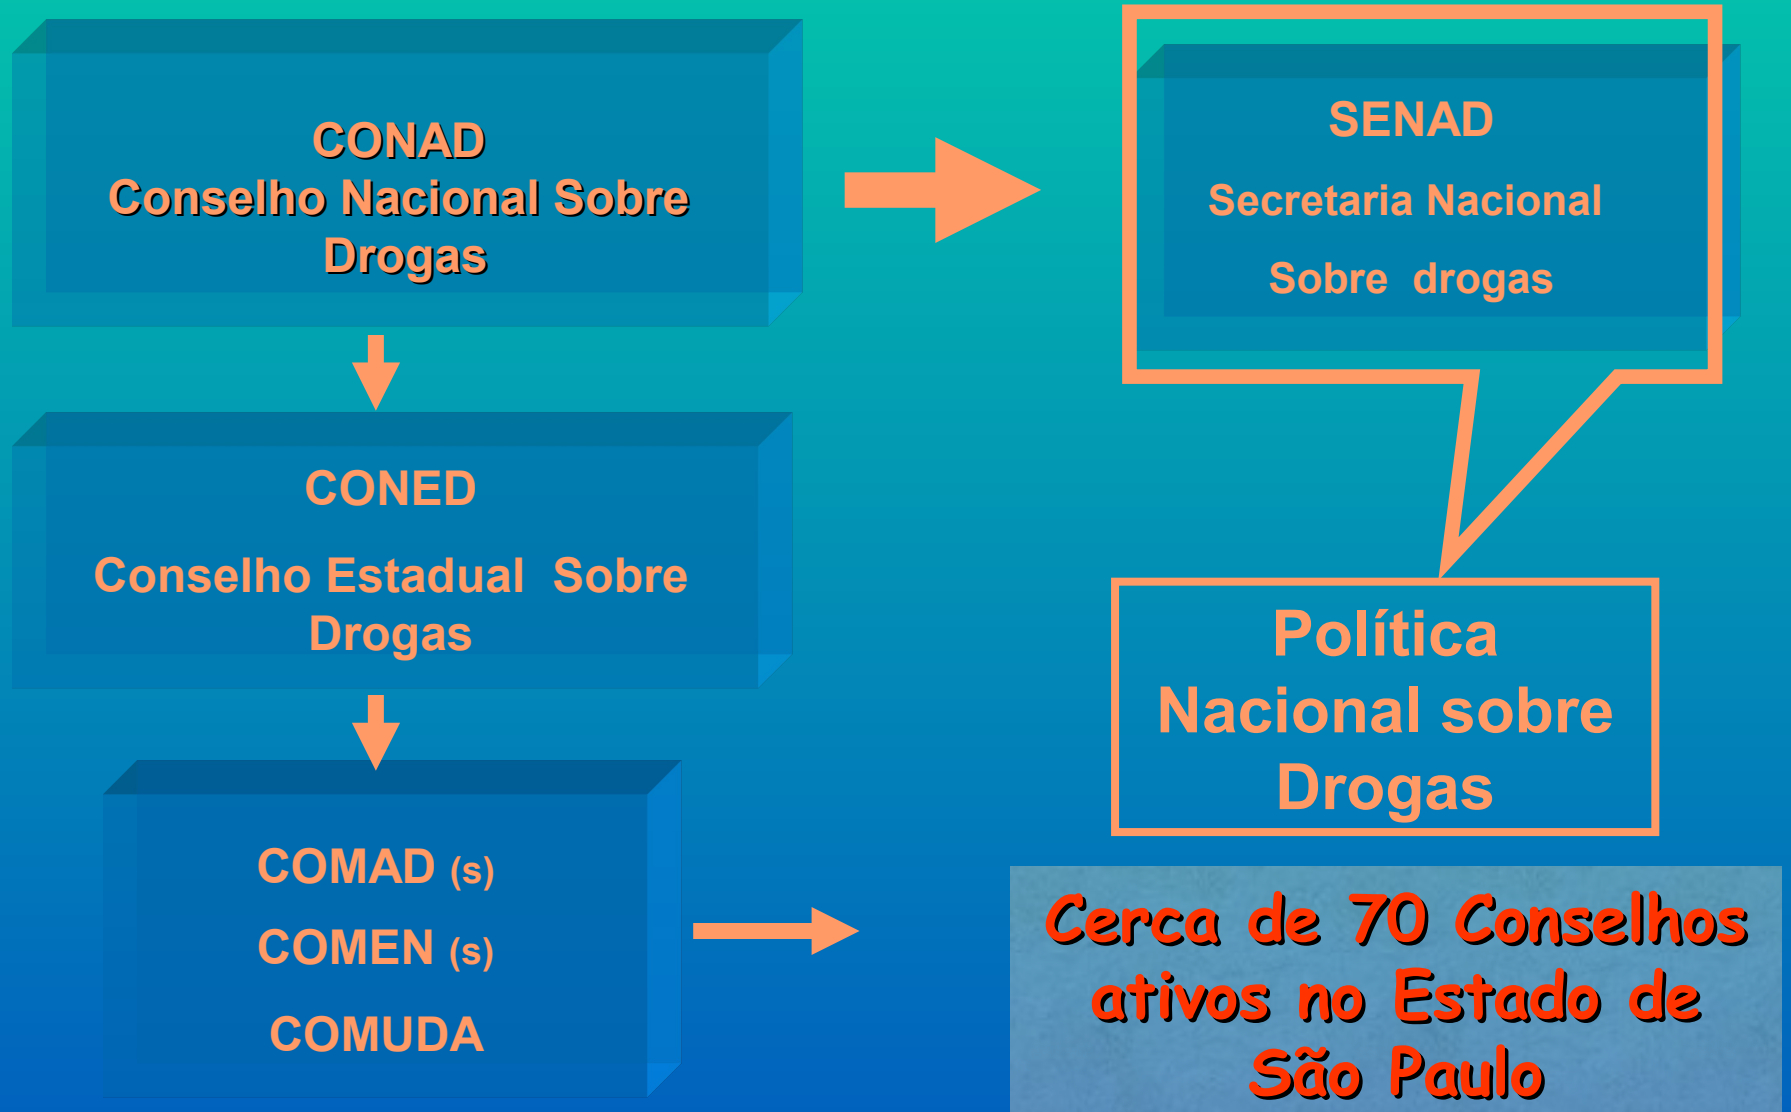 CONAD
Conselho Nacional Sobre
Drogas
SENAD
Secretaria Nacional
Sobre drogas
CONED
Conselho Estadual Sobre
Drogas
Política
Nacional sobre
Drogas
COMAD (s)
COMEN (s)
COMUDA
Cerca de 70 Conselhos
ativos no Estado de
São Paulo